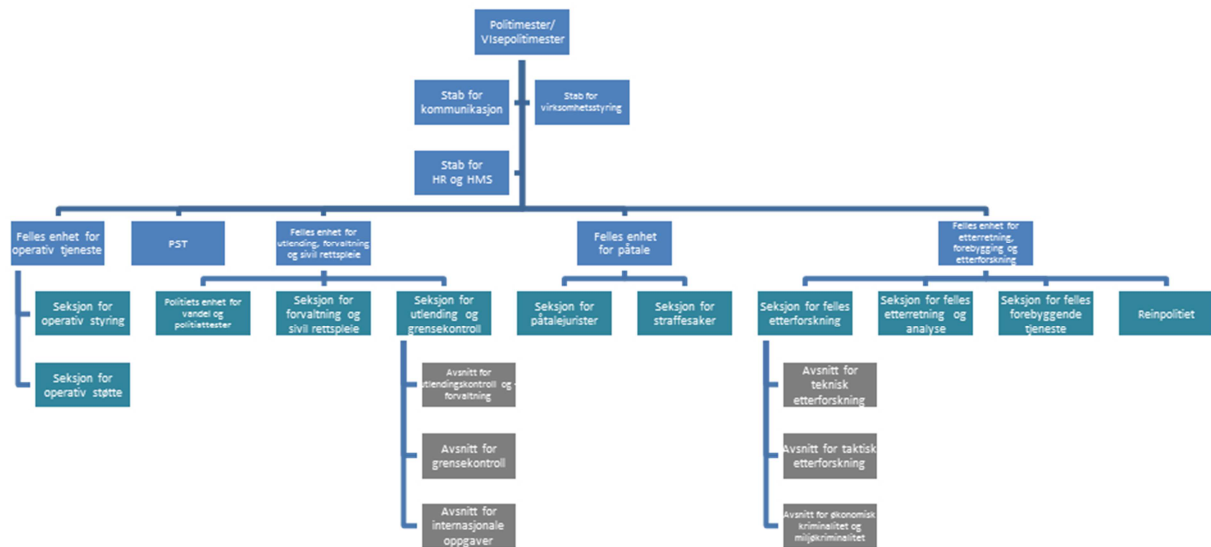 Politimester/
Visepolitimester
Stab for
kommunikasjon
Stab for
virksomhetsstyring
Stab for
HR og HMS
Felles enhet for
operativ tjeneste
PST
Felles enhet for
utlending, forvaltning
og sivil rettspleie
Felles enhet
for påtale
Felles enhet for
etterretning,
forebygging og
etterforskning
Seksjon for
operativ styring
Politiets enhet for
vandel og
politiattester
Seksjon for
forvaltning og
sivil rettspleie
Seksjon for
utlending og
grensekontroll
Seksjon for
påtalejurister
Seksjon for
straffesaker
Seksjon for felles
etterforskning
Seksjon for felles
etterretning og
analyse
Seksjon for felles
forebyggende
tjeneste
Reinpolitiet
Seksjon for
operativ støtte
Avsnitt for
utlendingskontroll og -
forvaltning
Avsnitt for
teknisk
etterforskning
Avsnitt for
grensekontroll
Avsnitt for taktisk
etterforskning
Avsnitt for
internasjonale
oppgaver
Avsnitt for økonomisk
kriminalitet og
miljøkriminalitet